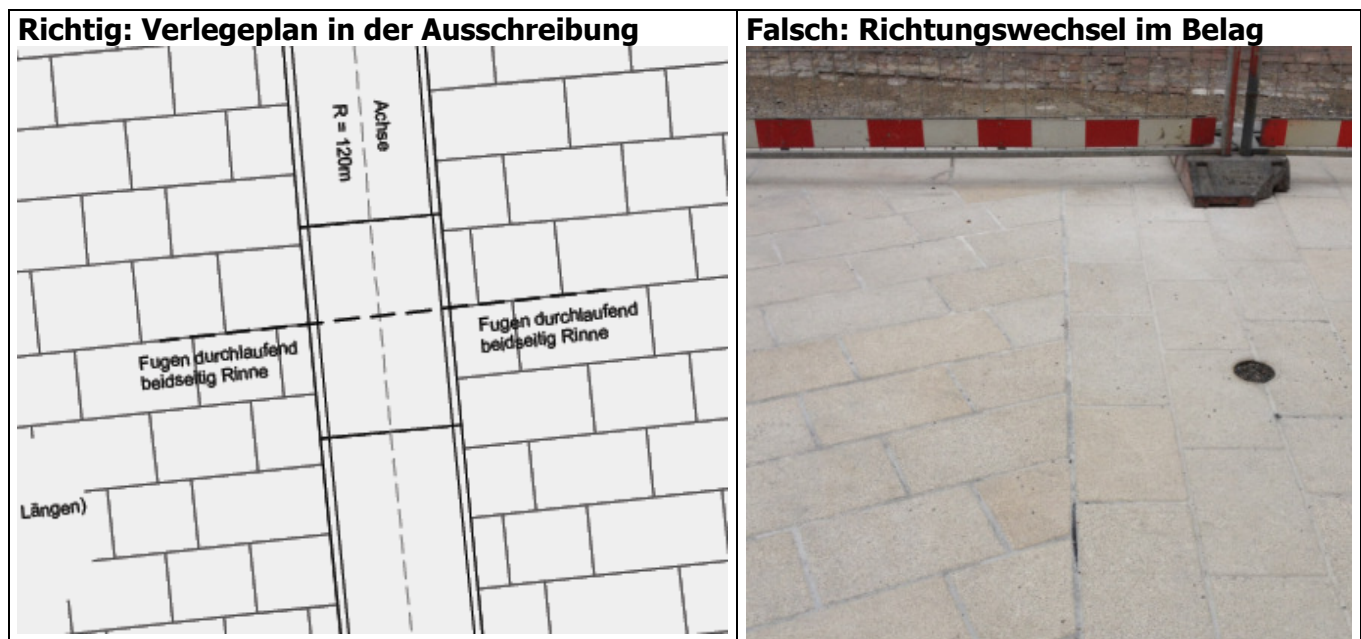 Richtig: Verlegeplan in der Ausschreibung
Falsch: Richtungswechsel im Belag
Achse
R = 120m
Fugen durchlaufend
beidseitig Rinne
Fugen durchlaufend
beidseitig Rinne
Längen)